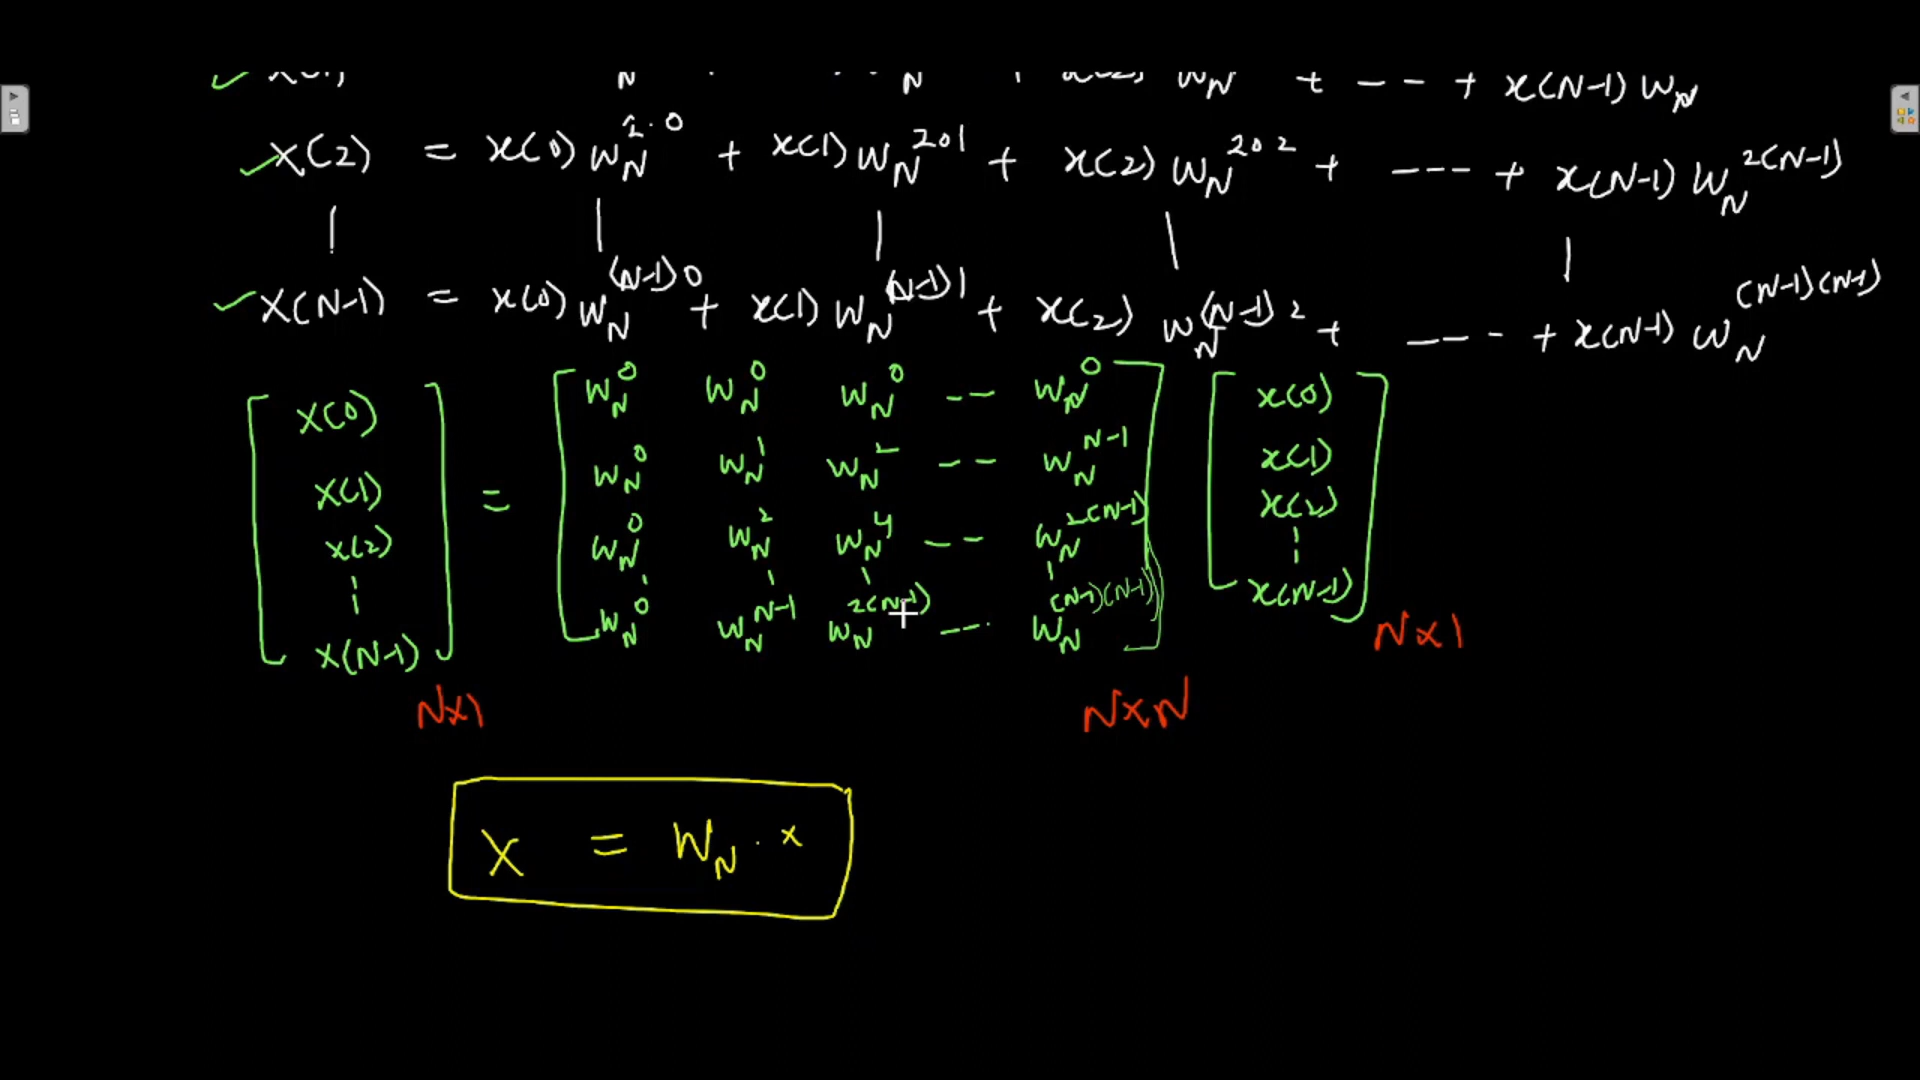 + -- + x(N-1) W_N
✓ X(2) = x(0) W_N^{2·0} + x(1) W_N^{2·1} + x(2) W_N^{2·2} + --- + x(N-1) W_N^{2(N-1)}
✓ X(N-1) = x(0) W_N^{(N-1)0} + x(1) W_N^{(N-1)1} + x(2) W_N^{(N-1)2} + --- + x(N-1) W_N^{(N-1)(N-1)}
[ X(0) ] = [ W_N^0 W_N^0 W_N^0 -- W_N^0 ] [ x(0) ]
[ X(1) ] [ W_N^0 W_N^1 W_N^2 -- W_N^{N-1} ] [ x(1) ]
[ X(2) ] [ W_N^0 W_N^2 W_N^4 -- W_N^{2(N-1)} ] [ x(2) ]
[ X(N-1) ] [ W_N^0 W_N^{N-1} W_N^{2(N-1)} --- W_N^{(N-1)(N-1)} ] [ x(N-1) ]
N×1 N×N N×1
X = W_N · x